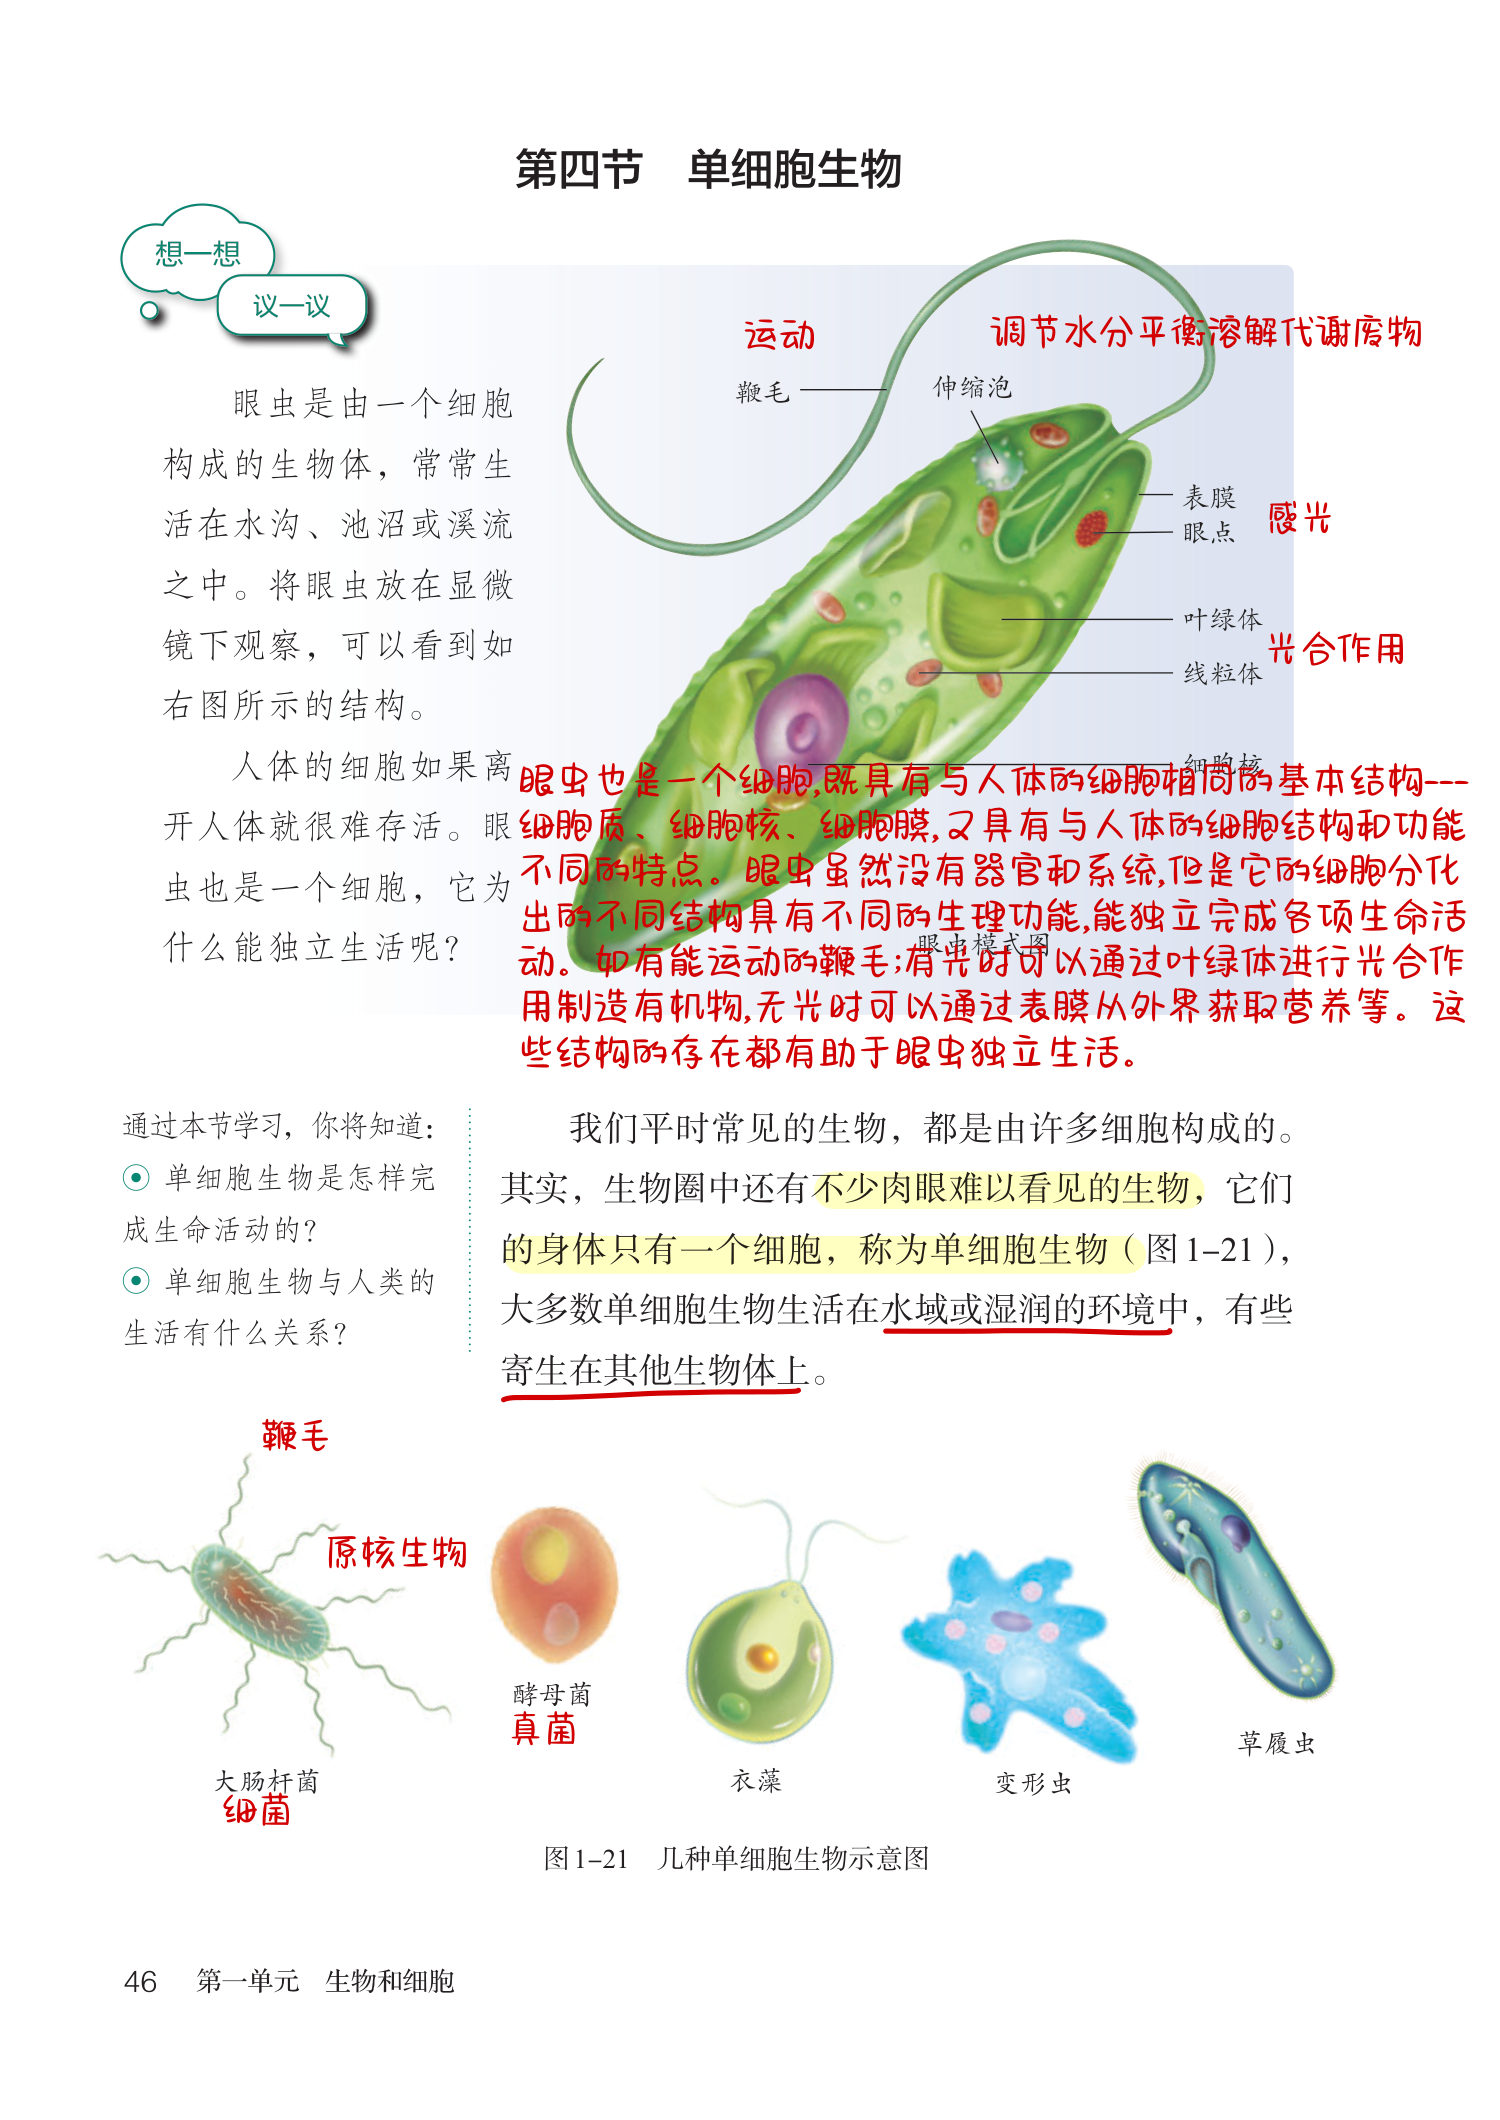 第四节 单细胞生物
想一想
议一议
运动
调节水分平衡溶解代谢废物
鞭毛
伸缩泡
表膜
眼点
感光
叶绿体
光合作用
线粒体
细胞核
眼虫模式图
眼虫是由一个细胞
构成的生物体，常常生
活在水沟、池沼或溪流
之中。将眼虫放在显微
镜下观察，可以看到如
右图所示的结构。
人体的细胞如果离
开人体就很难存活。眼
虫也是一个细胞，它为
什么能独立生活呢？
眼虫也是一个细胞,既具有与人体的细胞相同的基本结构---
细胞质、细胞核、细胞膜,又具有与人体的细胞结构和功能
不同的特点。眼虫虽然没有器官和系统,但是它的细胞分化
出的不同结构具有不同的生理功能,能独立完成各项生命活
动。如有能运动的鞭毛;有光时可以通过叶绿体进行光合作
用制造有机物,无光时可以通过表膜从外界获取营养等。这
些结构的存在都有助于眼虫独立生活。
通过本节学习，你将知道：
单细胞生物是怎样完
成生命活动的？
单细胞生物与人类的
生活有什么关系？
我们平时常见的生物，都是由许多细胞构成的。
其实，生物圈中还有不少肉眼难以看见的生物，它们
的身体只有一个细胞，称为单细胞生物（图1-21），
大多数单细胞生物生活在水域或湿润的环境中，有些
寄生在其他生物体上。
鞭毛
原核生物
大肠杆菌
细菌
酵母菌
真菌
衣藻
变形虫
草履虫
图1-21 几种单细胞生物示意图
46 第一单元 生物和细胞